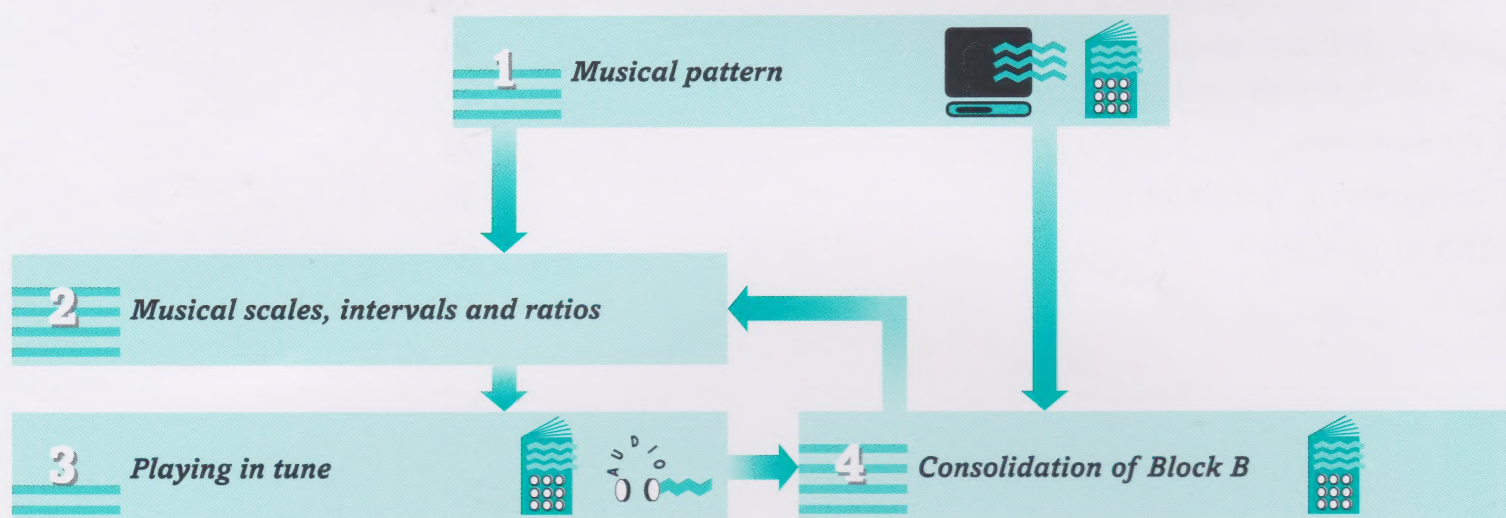 1 Musical pattern
2 Musical scales, intervals and ratios
3 Playing in tune
AUDIO
4 Consolidation of Block B